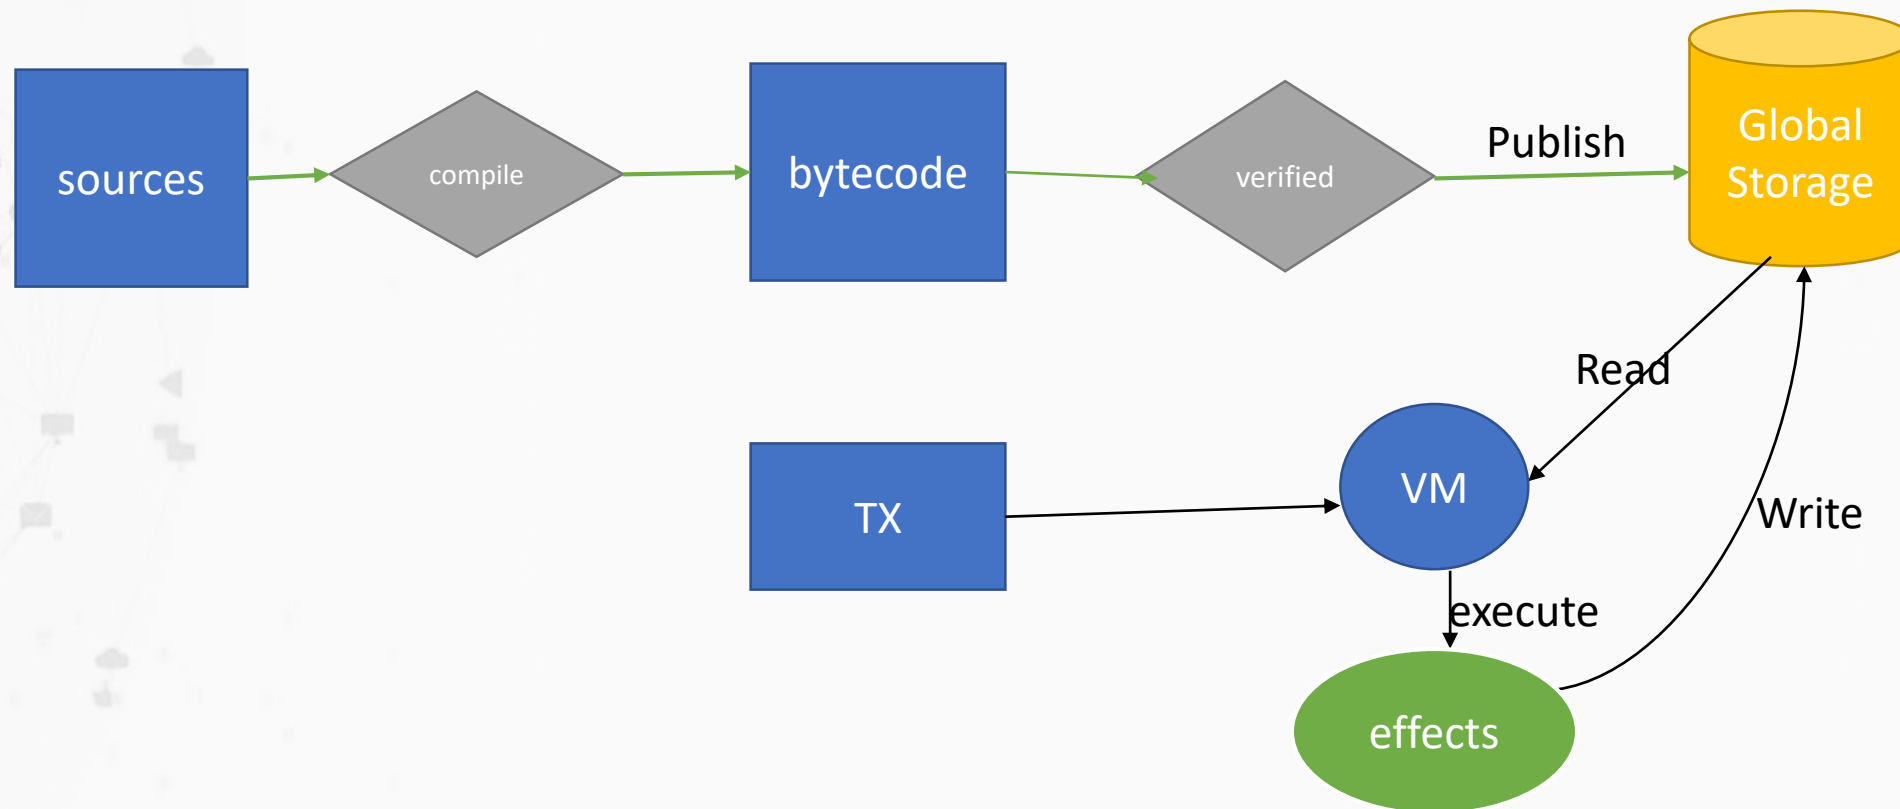 sources
compile
bytecode
verified
Publish
Global
Storage
Read
TX
VM
Write
execute
effects